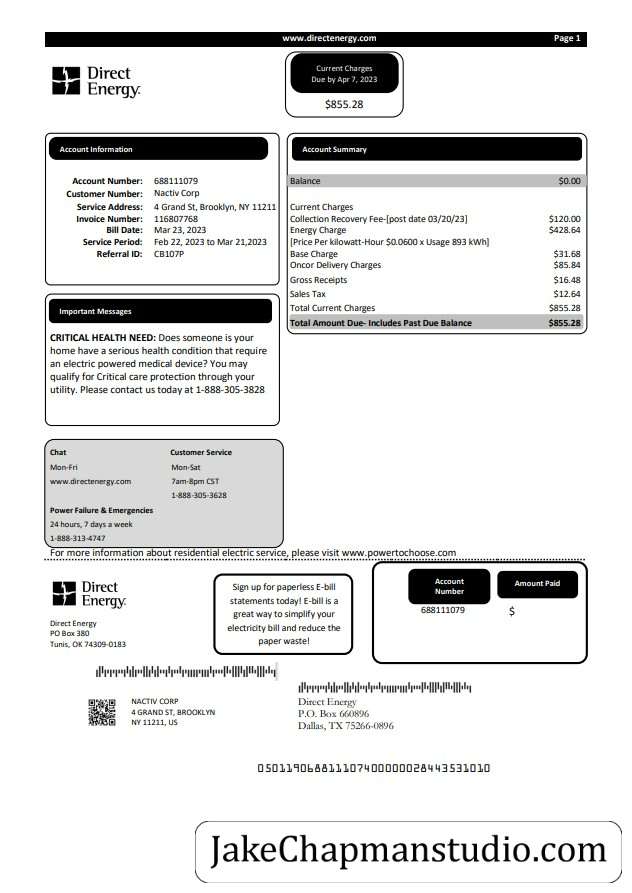 www.directenergy.com Page 1
Direct
Energy.
Current Charges
Due by Apr 7, 2023
$855.28
Account Information
Account Number: 688111079
Customer Number: Nactiv Corp
Service Address: 4 Grand St, Brooklyn, NY 11211
Invoice Number: 116807768
Bill Date: Mar 23, 2023
Service Period: Feb 22, 2023 to Mar 21,2023
Referral ID: CB107P
Account Summary
Balance $0.00
Current Charges
Collection Recovery Fee-[post date 03/20/23] $120.00
Energy Charge $428.64
[Price Per kilowatt-Hour $0.0600 x Usage 893 kWh]
Base Charge $31.68
Oncor Delivery Charges $85.84
Gross Receipts $16.48
Sales Tax $12.64
Total Current Charges $855.28
Total Amount Due- Includes Past Due Balance $855.28
Important Messages
CRITICAL HEALTH NEED: Does someone is your
home have a serious health condition that require
an electric powered medical device? You may
qualify for Critical care protection through your
utility. Please contact us today at 1-888-305-3828
Chat
Mon-Fri
www.directenergy.com
Customer Service
Mon-Sat
7am-8pm CST
1-888-305-3628
Power Failure & Emergencies
24 hours, 7 days a week
1-888-313-4747
For more information about residential electric service, please visit www.powertochoose.com
Direct
Energy.
Direct Energy
PO Box 380
Tunis, OK 74309-0183
Sign up for paperless E-bill
statements today! E-bill is a
great way to simplify your
electricity bill and reduce the
paper waste!
Account
Number
688111079
Amount Paid
$
NACTIV CORP
4 GRAND ST, BROOKLYN
NY 11211, US
Direct Energy
P.O. Box 660896
Dallas, TX 75266-0896
05011906881110740000002844353​1010
JakeChapmanstudio.com